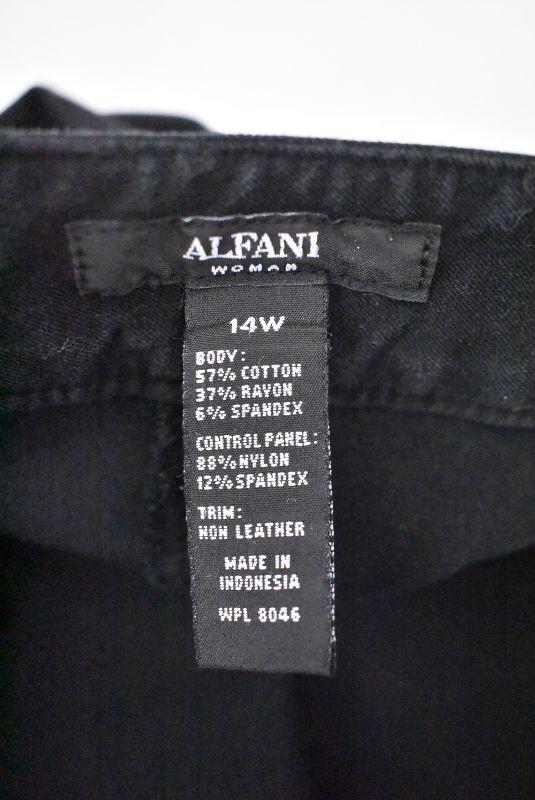 ALFANI
WOMAN
14W
BODY:
57% COTTON
37% RAYON
6% SPANDEX
CONTROL PANEL:
88% NYLON
12% SPANDEX
TRIM:
NON LEATHER
MADE IN
INDONESIA
WPL 8046